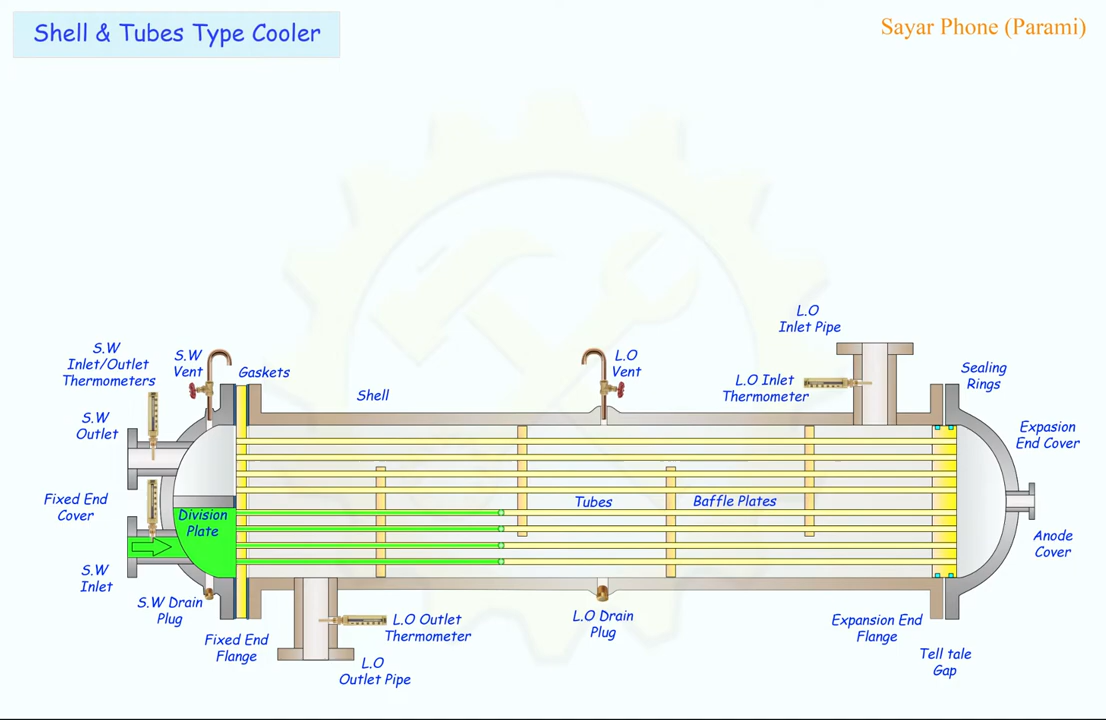 Shell & Tubes Type Cooler
Sayar Phone (Parami)
L.O
Inlet Pipe
S.W
Inlet/Outlet
Thermometers
S.W
Vent
Gaskets
L.O
Vent
L.O Inlet
Thermometer
Sealing
Rings
Shell
S.W
Outlet
Expasion
End Cover
Fixed End
Cover
Division
Plate
Tubes
Baffle Plates
Anode
Cover
S.W
Inlet
S.W Drain
Plug
L.O Outlet
Thermometer
L.O Drain
Plug
Expansion End
Flange
Fixed End
Flange
L.O
Outlet Pipe
Tell tale
Gap